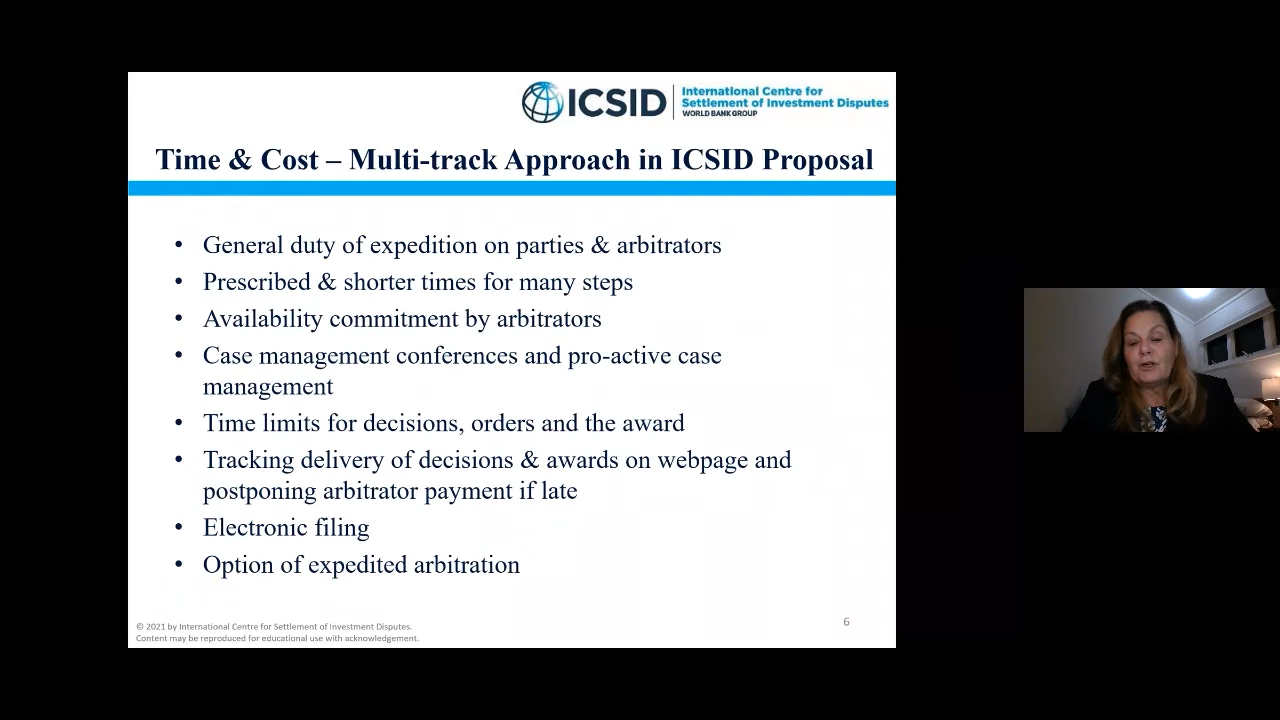 ICSID
International Centre for
Settlement of Investment Disputes
WORLD BANK GROUP
Time & Cost – Multi-track Approach in ICSID Proposal
• General duty of expedition on parties & arbitrators
• Prescribed & shorter times for many steps
• Availability commitment by arbitrators
• Case management conferences and pro-active case
management
• Time limits for decisions, orders and the award
• Tracking delivery of decisions & awards on webpage and
postponing arbitrator payment if late
• Electronic filing
• Option of expedited arbitration
© 2021 by International Centre for Settlement of Investment Disputes.
Content may be reproduced for educational use with acknowledgement.
6